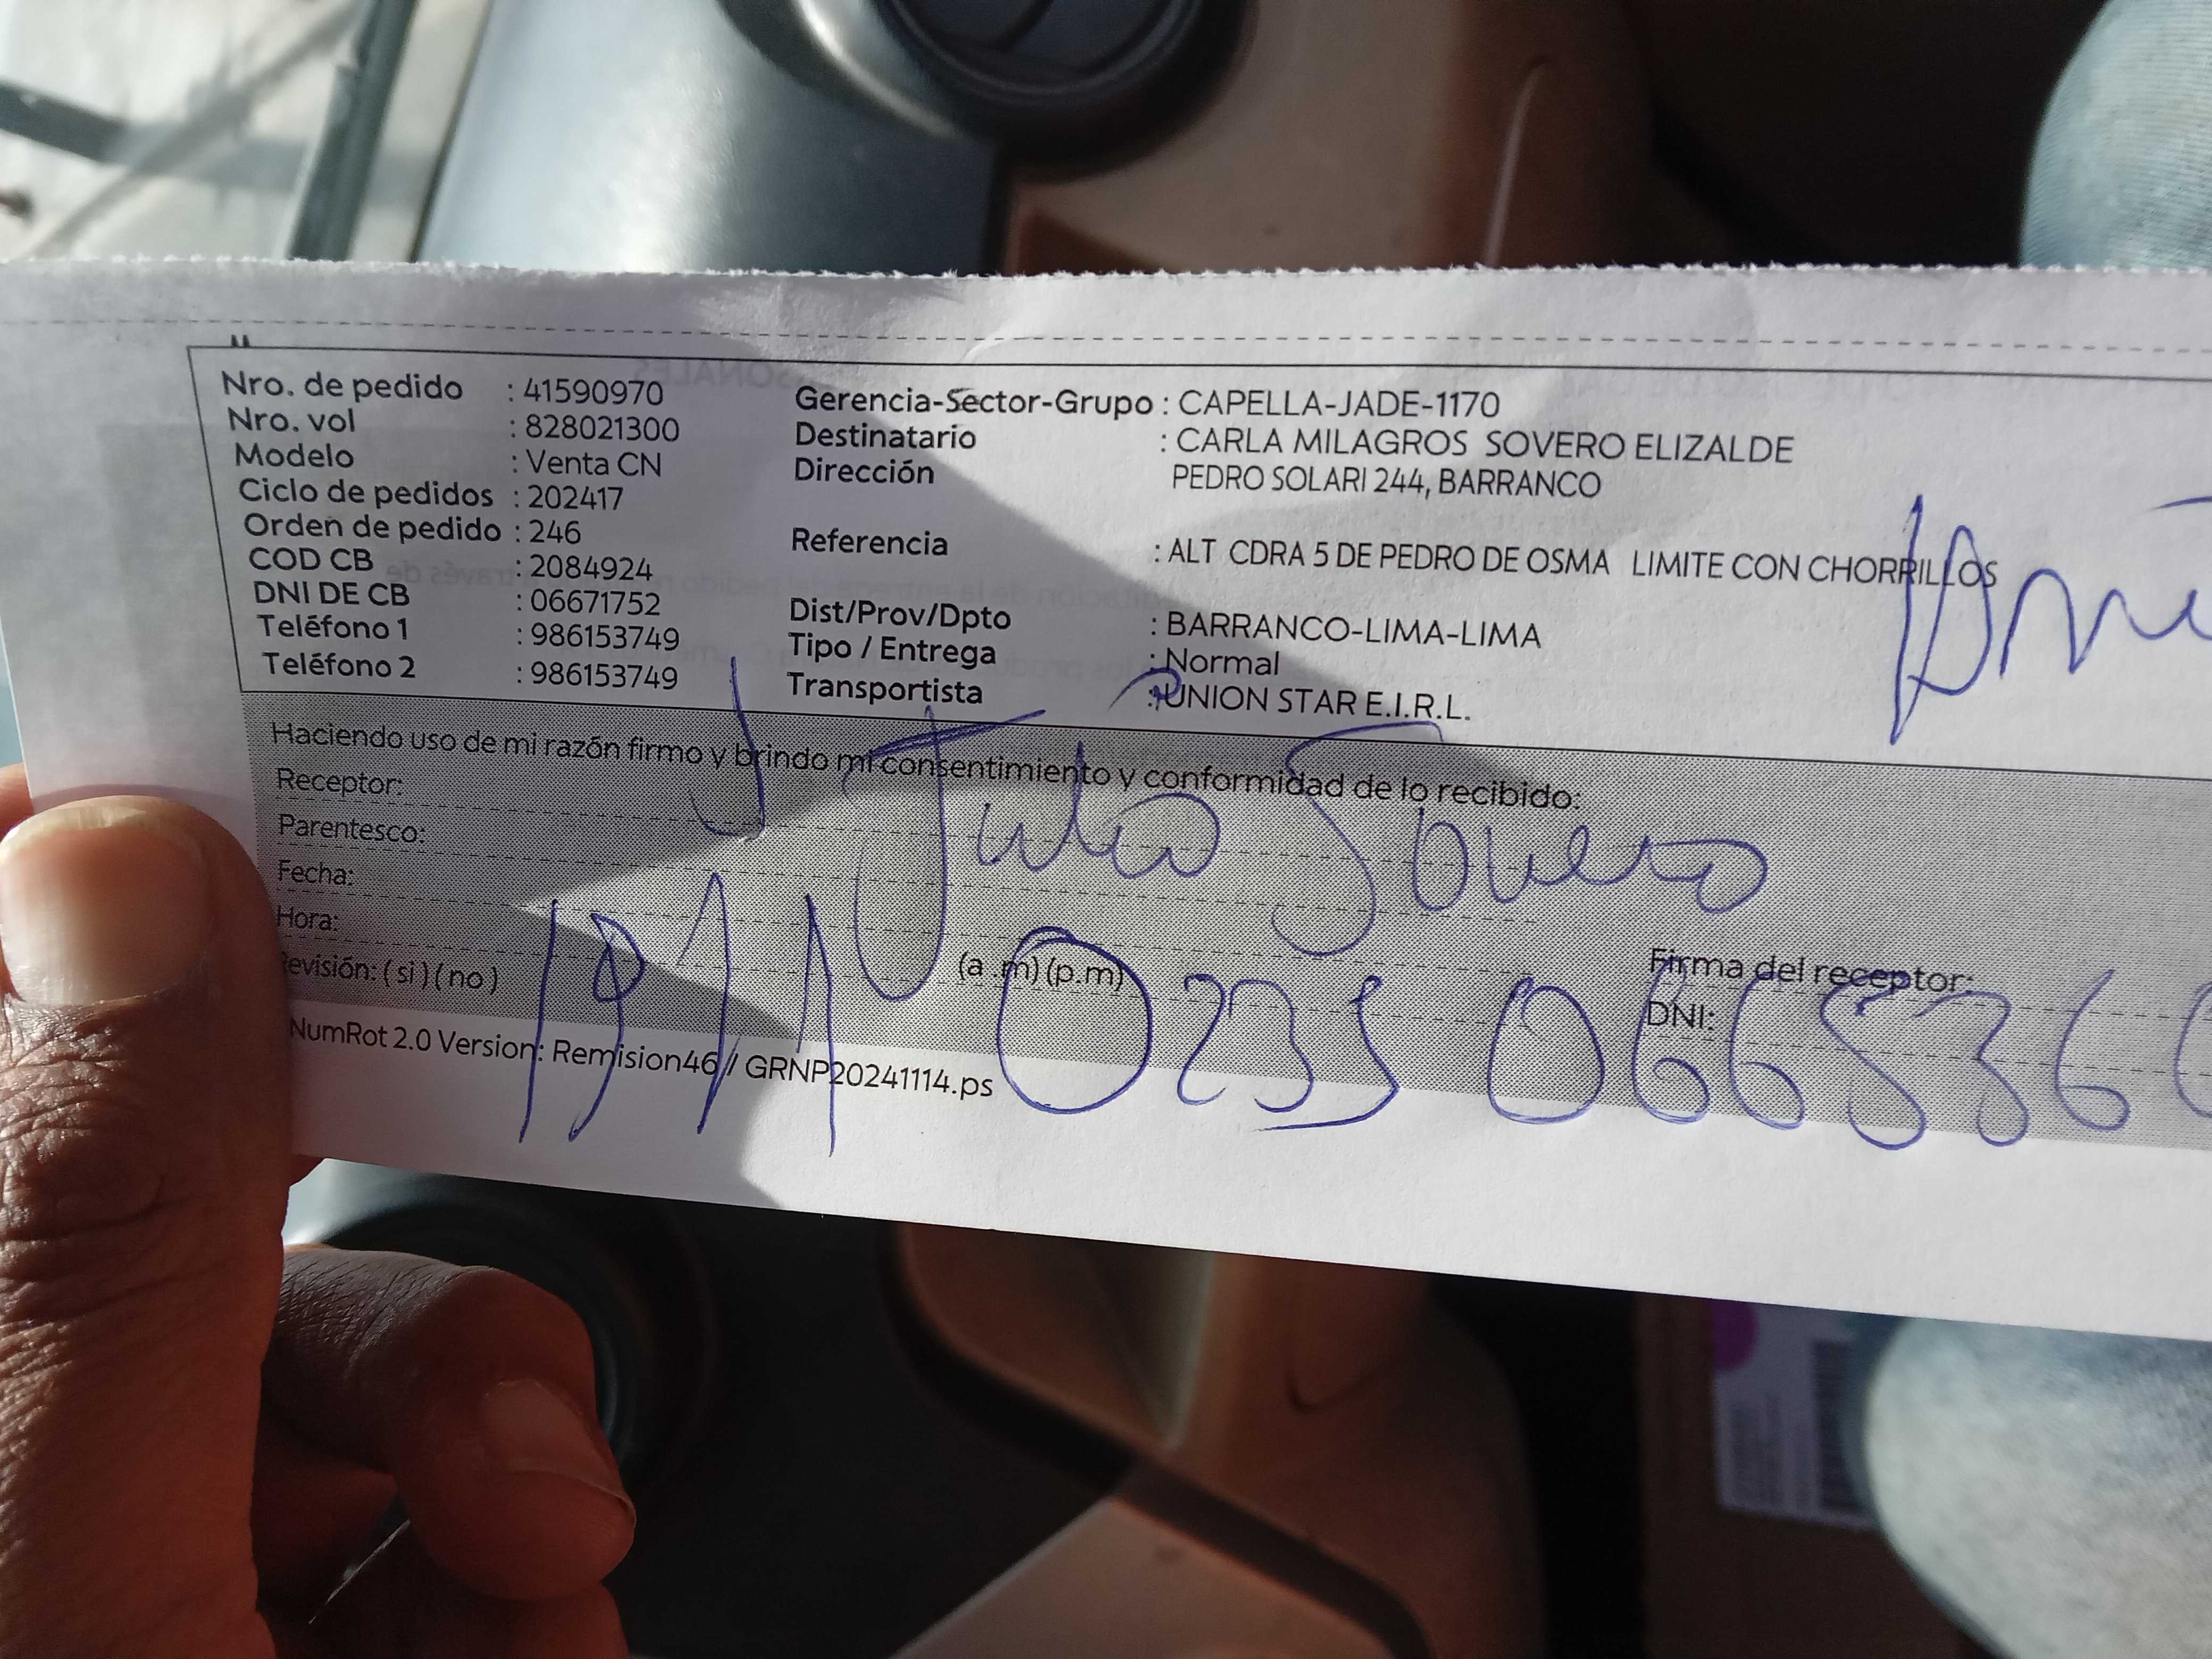 Nro. de pedido : 41590970
Nro. vol : 828021300
Modelo : Venta CN
Ciclo de pedidos : 202417
Orden de pedido : 246
COD CB : 2084924
DNI DE CB : 06671752
Teléfono 1 : 986153749
Teléfono 2 : 986153749
Gerencia-Sector-Grupo : CAPELLA-JADE-1170
Destinatario : CARLA MILAGROS SOVERO ELIZALDE
Dirección PEDRO SOLARI 244, BARRANCO
Referencia : ALT CDRA 5 DE PEDRO DE OSMA LIMITE CON CHORRILLOS
Dist/Prov/Dpto : BARRANCO-LIMA-LIMA
Tipo / Entrega : Normal
Transportista : UNION STAR E.I.R.L.
Haciendo uso de mi razón firmo y brindo mi consentimiento y conformidad de lo recibido:
Receptor:
Julio Sovero
Parentesco:
Fecha:
Hora: (a .m) (p.m)
Revisión: ( si ) ( no )
Firma del receptor:
DNI:
NumRot 2.0 Version: Remision46 / GRNP20241114.ps